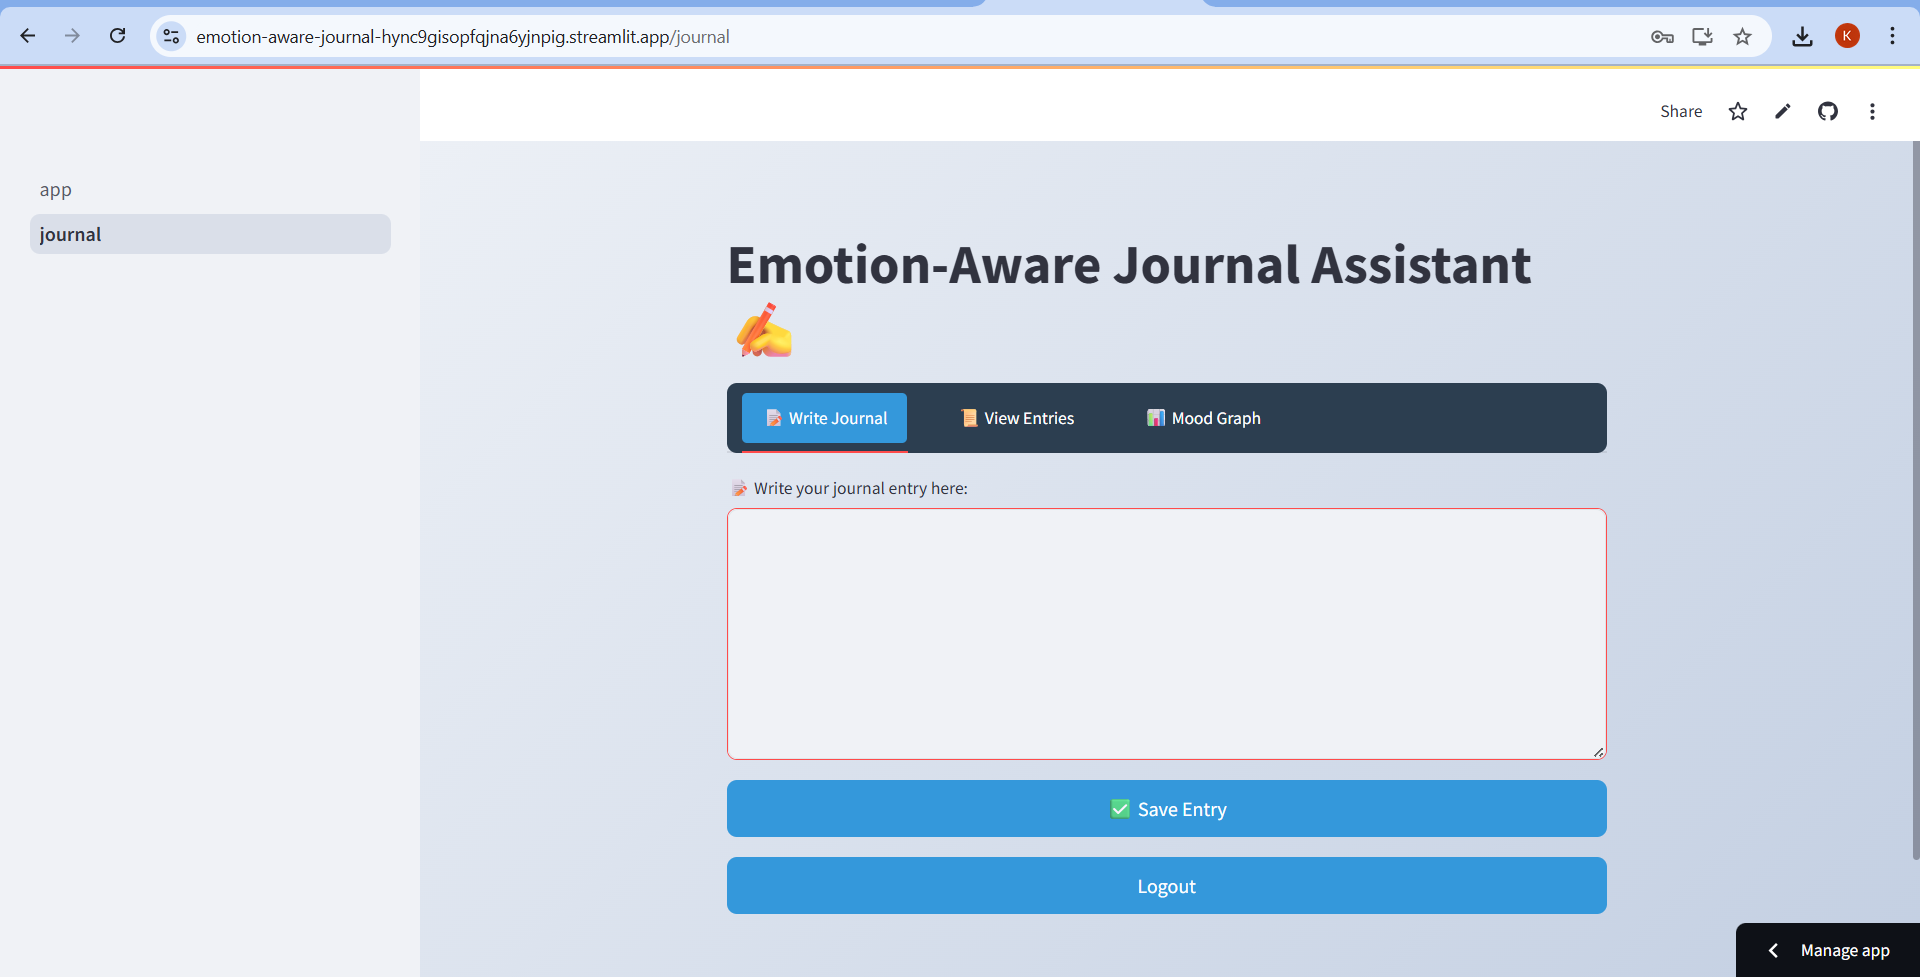 emotion-aware-journal-hync9gisopfqjna6yjnpig.streamlit.app/journal
K
Share
app
journal
Emotion-Aware Journal Assistant
Write Journal
View Entries
Mood Graph
Write your journal entry here:
Save Entry
Logout
Manage app